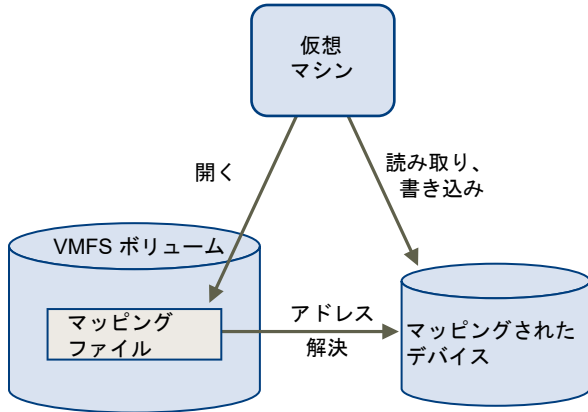 仮想
マシン
開く
読み取り、
書き込み
VMFS ボリューム
マッピング
ファイル
アドレス
解決
マッピングされた
デバイス